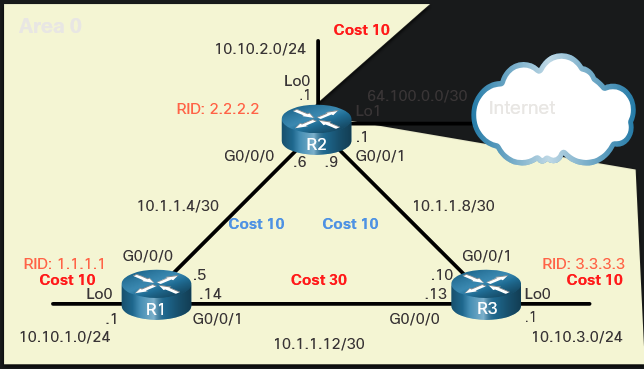 Area 0
Cost 10
10.10.2.0/24
Lo0
.1
64.100.0.0/30
Internet
RID: 2.2.2.2
Lo1
.1
R2
G0/0/0
.6
.9
G0/0/1
10.1.1.4/30
10.1.1.8/30
Cost 10
Cost 10
G0/0/0
G0/0/1
RID: 1.1.1.1
RID: 3.3.3.3
Cost 10
.5
Cost 30
.10
Cost 10
Lo0
.14
.13
Lo0
.1
R1
G0/0/1
G0/0/0
R3
.1
10.10.1.0/24
10.1.1.12/30
10.10.3.0/24